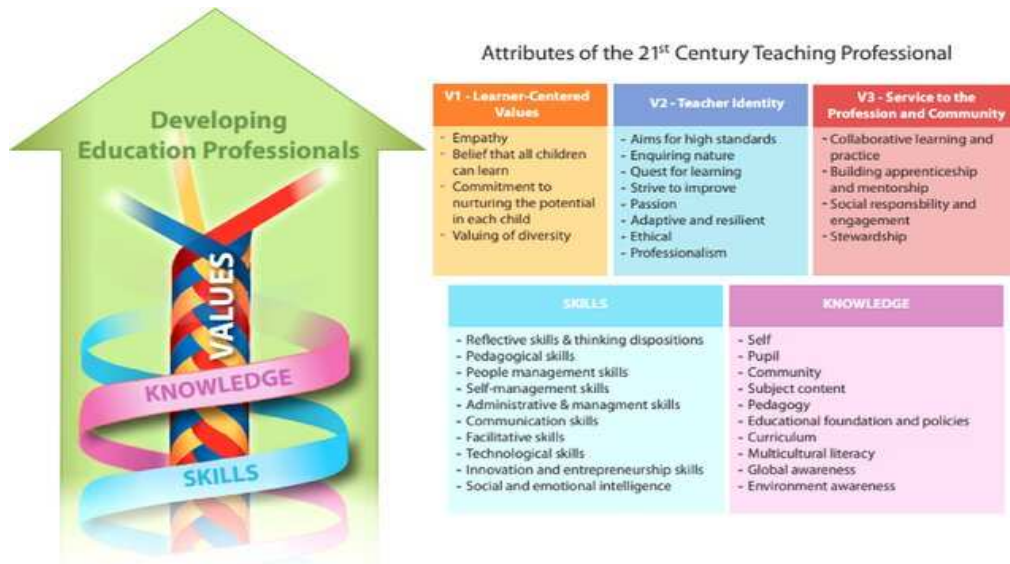 Developing
Education Professionals
VALUES
KNOWLEDGE
SKILLS
Attributes of the 21st Century Teaching Professional
V1 - Learner-Centered
Values
- Empathy
- Belief that all children
can learn
- Commitment to
nurturing the potential
in each child
- Valuing of diversity
V2 - Teacher Identity
- Aims for high standards
- Enquiring nature
- Quest for learning
- Strive to improve
- Passion
- Adaptive and resilient
- Ethical
- Professionalism
V3 - Service to the
Profession and Community
- Collaborative learning and
practice
- Building apprenticeship
and mentorship
- Social responsbility and
engagement
- Stewardship
SKILLS
- Reflective skills & thinking dispositions
- Pedagogical skills
- People management skills
- Self-management skills
- Administrative & managment skills
- Communication skills
- Facilitative skills
- Technological skills
- Innovation and entrepreneurship skills
- Social and emotional intelligence
KNOWLEDGE
- Self
- Pupil
- Community
- Subject content
- Pedagogy
- Educational foundation and policies
- Curriculum
- Multicultural literacy
- Global awareness
- Environment awareness